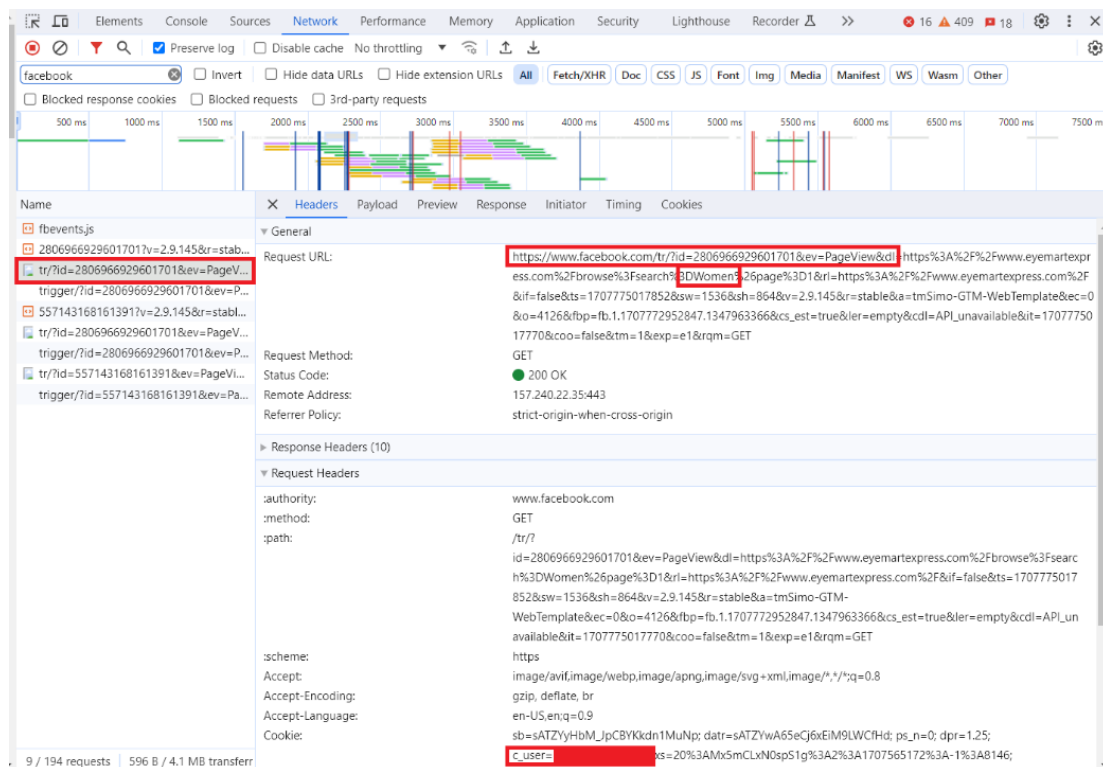 Elements Console Sources Network Performance Memory Application Security Lighthouse Recorder >> 16 409 18
Preserve log Disable cache No throttling
facebook Invert Hide data URLs Hide extension URLs All Fetch/XHR Doc CSS JS Font Img Media Manifest WS Wasm Other
Blocked response cookies Blocked requests 3rd-party requests
500 ms 1000 ms 1500 ms 2000 ms 2500 ms 3000 ms 3500 ms 4000 ms 4500 ms 5000 ms 5500 ms 6000 ms 6500 ms 7000 ms 7500 m
Name
fbevents.js
2806966929601701?v=2.9.145&r=stab...
tr/?id=2806966929601701&ev=PageV...
trigger/?id=2806966929601701&ev=P...
557143168161391?v=2.9.145&r=stabl...
tr/?id=2806966929601701&ev=PageV...
trigger/?id=2806966929601701&ev=P...
tr/?id=557143168161391&ev=PageVi...
trigger/?id=557143168161391&ev=Pa...
9 / 194 requests 596 B / 4.1 MB transferr
Headers Payload Preview Response Initiator Timing Cookies
General
Request URL: https://www.facebook.com/tr/?id=2806966929601701&ev=PageView&dl=https%3A%2F%2Fwww.eyemartexpr
ess.com%2Fbrowse%3Fsearch%3DWomen%26page%3D1&rl=https%3A%2F%2Fwww.eyemartexpress.com%2F
&if=false&ts=1707775017852&sw=1536&sh=864&v=2.9.145&r=stable&a=tmSimo-GTM-WebTemplate&ec=0
&o=4126&fbp=fb.1.1707772952847.1347963366&cs_est=true&ler=empty&cdl=API_unavailable&it=17077750
17770&coo=false&tm=1&exp=e1&rqm=GET
Request Method: GET
Status Code: 200 OK
Remote Address: 157.240.22.35:443
Referrer Policy: strict-origin-when-cross-origin
Response Headers (10)
Request Headers
:authority: www.facebook.com
:method: GET
:path: /tr/?
id=2806966929601701&ev=PageView&dl=https%3A%2F%2Fwww.eyemartexpress.com%2Fbrowse%3Fsearc
h%3DWomen%26page%3D1&rl=https%3A%2F%2Fwww.eyemartexpress.com%2F&if=false&ts=1707775017
852&sw=1536&sh=864&v=2.9.145&r=stable&a=tmSimo-GTM-
WebTemplate&ec=0&o=4126&fbp=fb.1.1707772952847.1347963366&cs_est=true&ler=empty&cdl=API_un
available&it=1707775017770&coo=false&tm=1&exp=e1&rqm=GET
:scheme: https
Accept: image/avif,image/webp,image/apng,image/svg+xml,image/*,*/*;q=0.8
Accept-Encoding: gzip, deflate, br
Accept-Language: en-US,en;q=0.9
Cookie: sb=sATZYyHbM_JpCBYKkdn1MuNp; datr=sATZYwA65eCj6xEiM9LWCfHd; ps_n=0; dpr=1.25;
c_user= xs=20%3AMx5mCLxN0spS1g%3A2%3A1707565172%3A-1%3A8146;